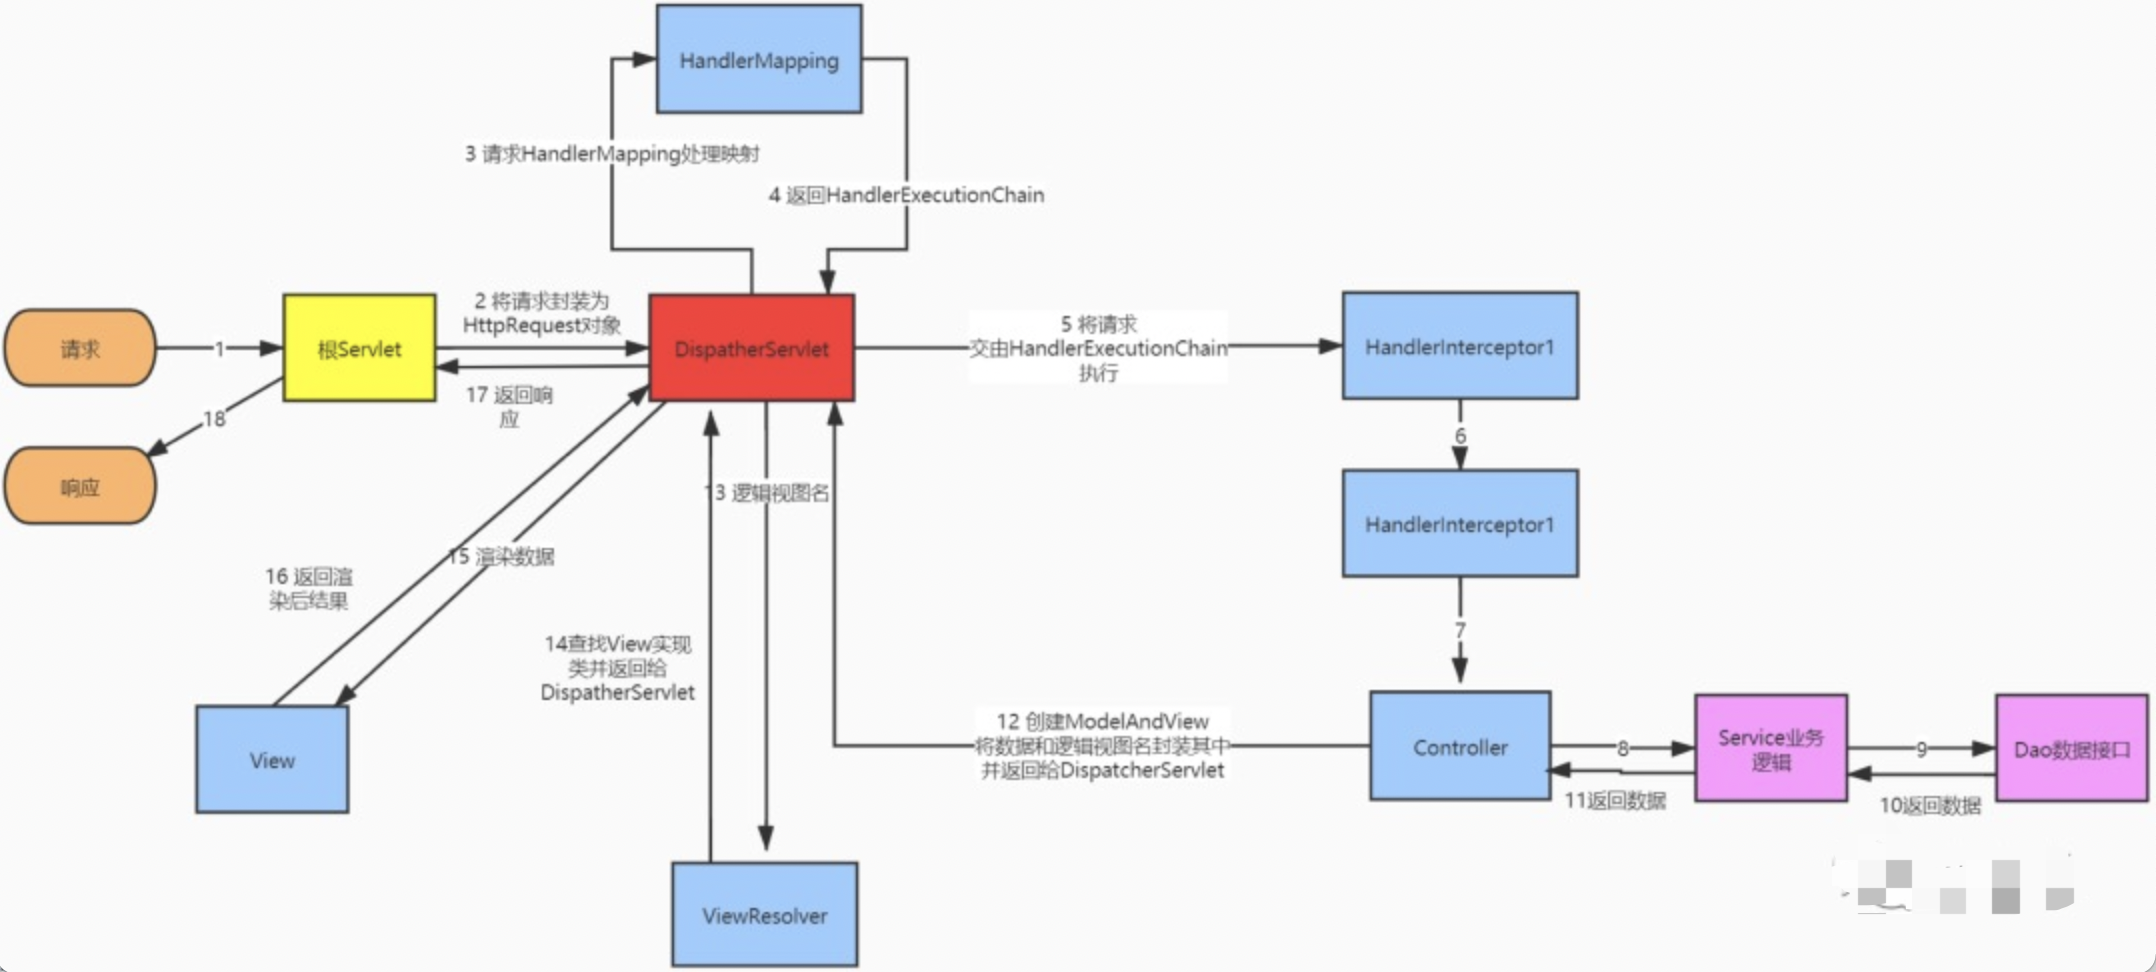 HandlerMapping
3 请求HandlerMapping处理映射
4 返回HandlerExecutionChain
请求
1
根Servlet
2 将请求封装为
HttpRequest对象
DispatherServlet
5 将请求
交由HandlerExecutionChain
执行
HandlerInterceptor1
17 返回响
应
18
响应
6
13 逻辑视图名
HandlerInterceptor1
15 渲染数据
16 返回渲
染后结果
7
14查找View实现
类并返回给
DispatherServlet
View
12 创建ModelAndView
将数据和逻辑视图名封装其中
并返回给DispatcherServlet
Controller
8
Service业务
逻辑
9
Dao数据接口
11返回数据
10返回数据
ViewResolver